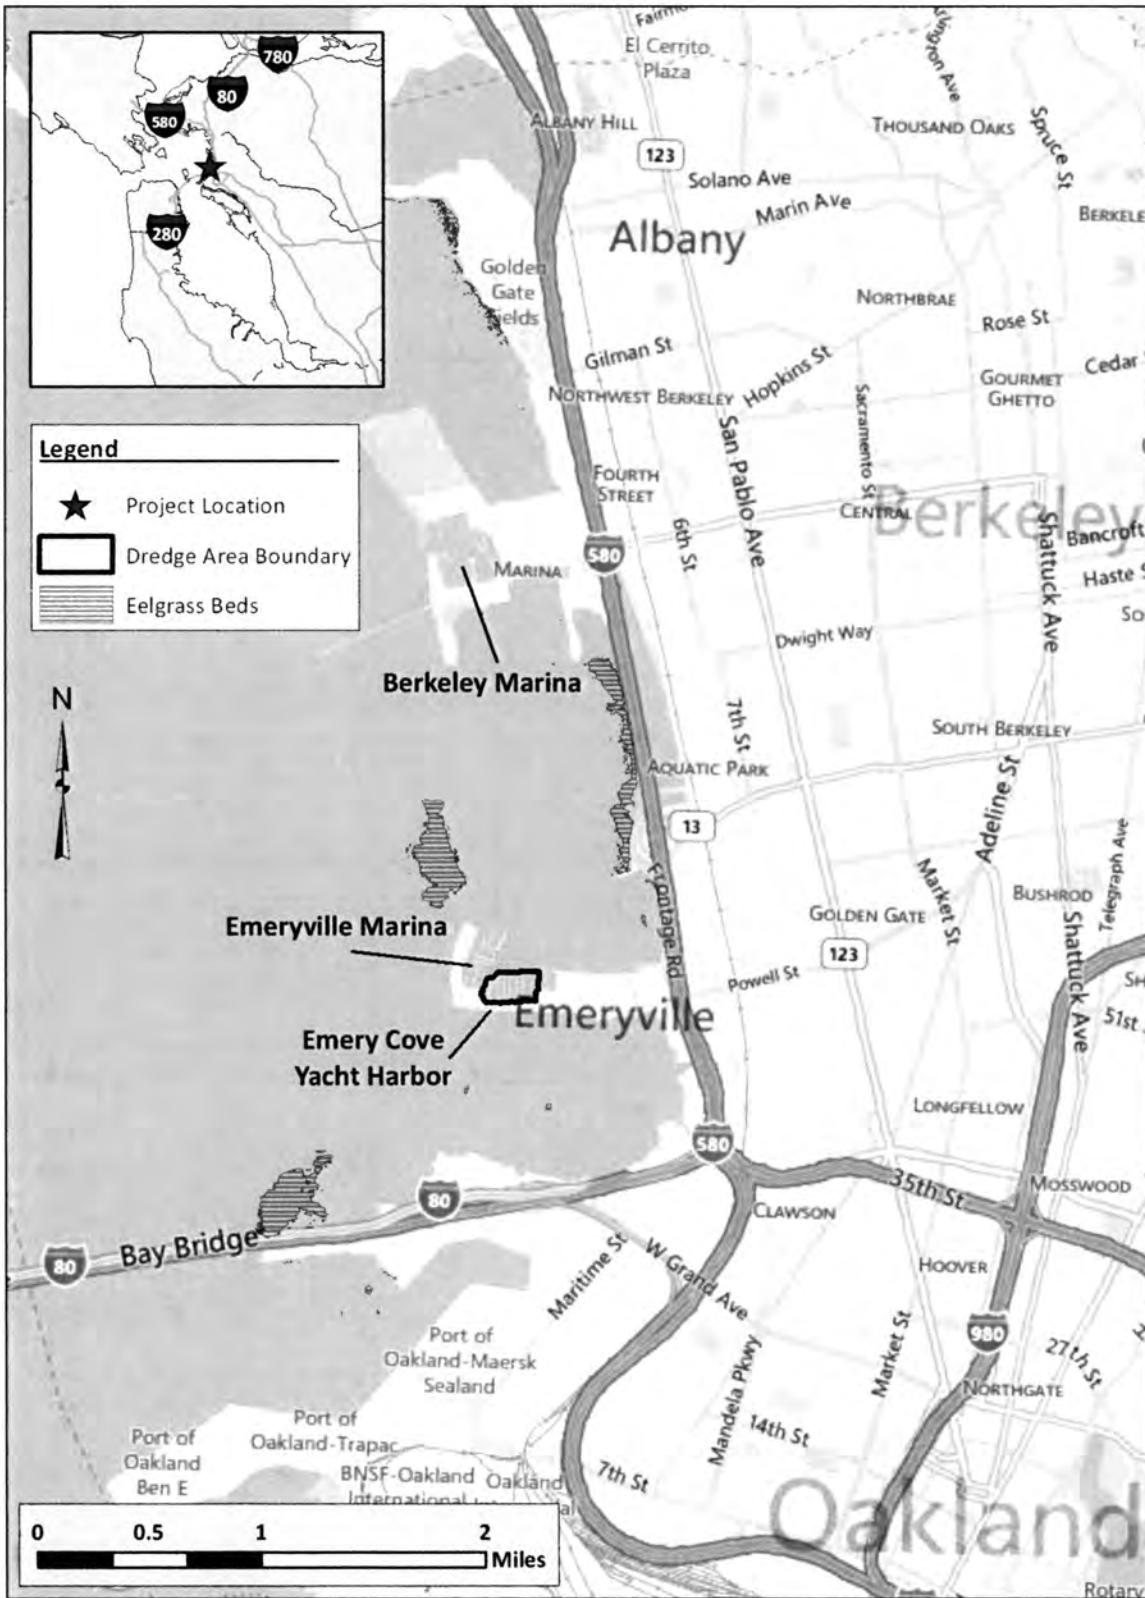 780
80
580
280
Legend
Project Location
Dredge Area Boundary
Eelgrass Beds
El Cerrito
Plaza
ALBANY HILL
123
THOUSAND OAKS
Spruce St
Solano Ave
Marin Ave
BERKELE
Albany
Golden
Gate
NORTHBRAE
Rose St
Gilman St
Hopkins St
Cedar
GOURMET
GHETTO
NORTHWEST BERKELEY
Sacramento St
San Pablo Ave
FOURTH
STREET
CENTRAL
Berkeley
6th St
580
Shattuck Ave
Bancroft
MARINA
Haste S
So
Dwight Way
Berkeley Marina
N
7th St
SOUTH BERKELEY
AQUATIC PARK
13
Adeline St
Telegraph Ave
Market St
BUSHROD
GOLDEN GATE
Frontage Rd
Shattuck Ave
Emeryville Marina
123
Powell St
SH
51st
Emeryville
Emery Cove
Yacht Harbor
LONGFELLOW
580
35th St
MOSSWOOD
80
CLAWSON
Bay Bridge
80
Maritime St
W Grand Ave
HOOVER
Port of
Oakland-Maersk
Sealand
Market St
980
27th St
Mandela Pkwy
NORTHGATE
Port of
Oakland-Trapac
14th St
Port of
Oakland
Ben E
BNSF-Oakland
International
Oakland
7th St
Oakland
0 0.5 1 2
Miles
Rotary